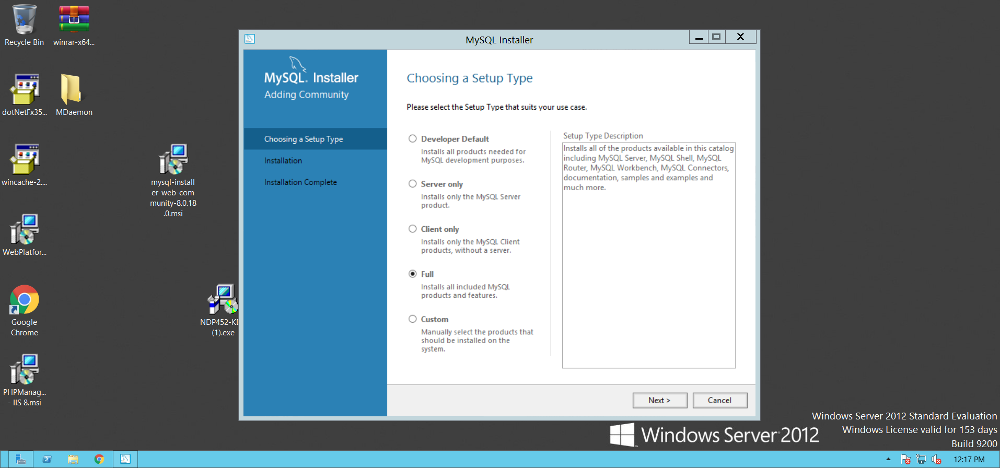 Recycle Bin
winrar-x64...
dotNetFx35...
MDaemon
wincache-2....
mysql-install
er-web-com
munity-8.0.18
.0.msi
WebPlatfor...
Google
Chrome
NDP452-KE
(1).exe
PHPManag...
- IIS 8.msi
MySQL Installer
MySQL. Installer
Adding Community
Choosing a Setup Type
Installation
Installation Complete
Choosing a Setup Type
Please select the Setup Type that suits your use case.
Developer Default
Installs all products needed for
MySQL development purposes.
Server only
Installs only the MySQL Server
product.
Client only
Installs only the MySQL Client
products, without a server.
Full
Installs all included MySQL
products and features.
Custom
Manually select the products that
should be installed on the
system.
Setup Type Description
Installs all of the products available in this catalog
including MySQL Server, MySQL Shell, MySQL
Router, MySQL Workbench, MySQL Connectors,
documentation, samples and examples and
much more.
Next >
Cancel
Windows Server 2012
Windows Server 2012 Standard Evaluation
Windows License valid for 153 days
Build 9200
12:17 PM